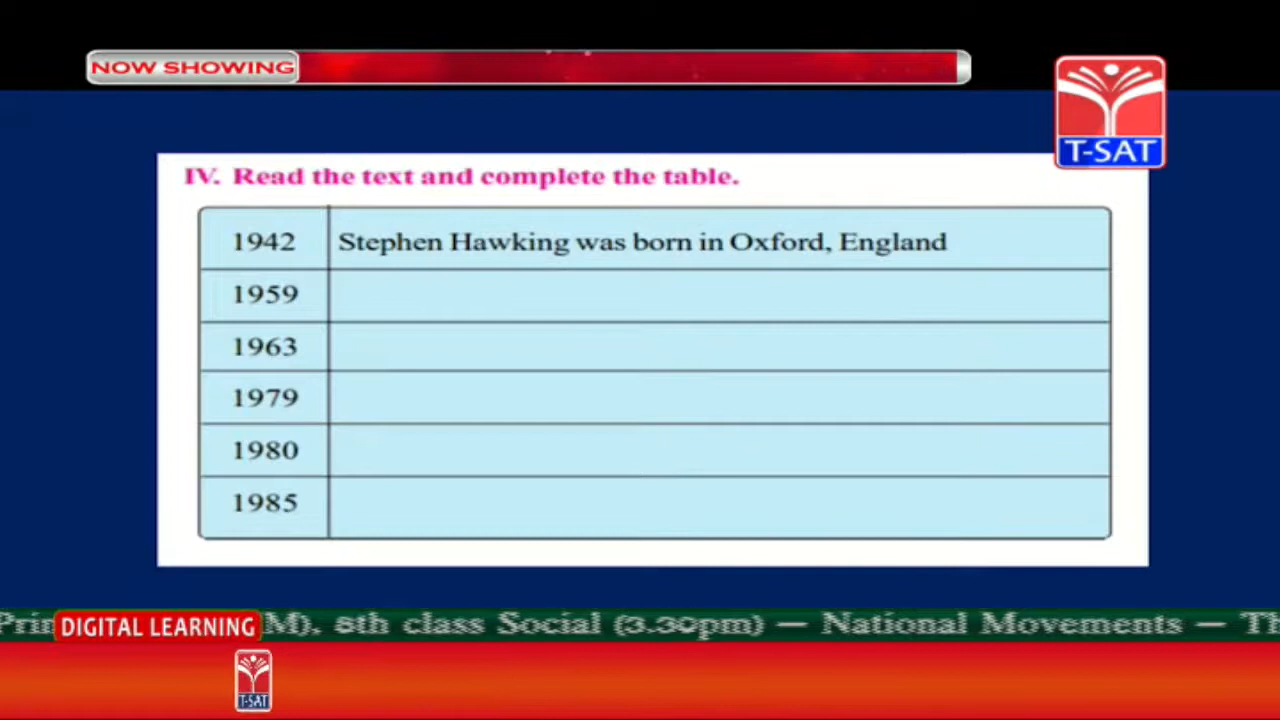 NOW SHOWING
T-SAT
IV. Read the text and complete the table.
1942 Stephen Hawking was born in Oxford, England
1959
1963
1979
1980
1985
DIGITAL LEARNING
M). 8th class Social (3.30pm) – National Movements –
T-SAT